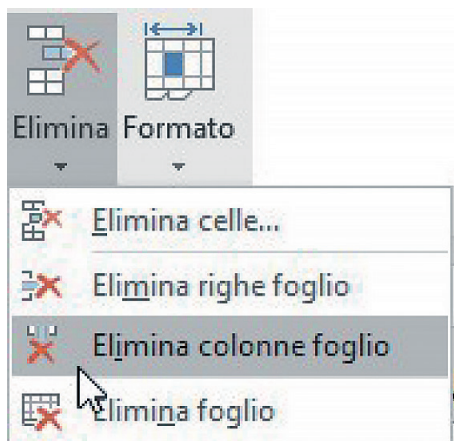 Elimina Formato
Elimina celle...
Elimina righe foglio
Elimina colonne foglio
Elimina foglio